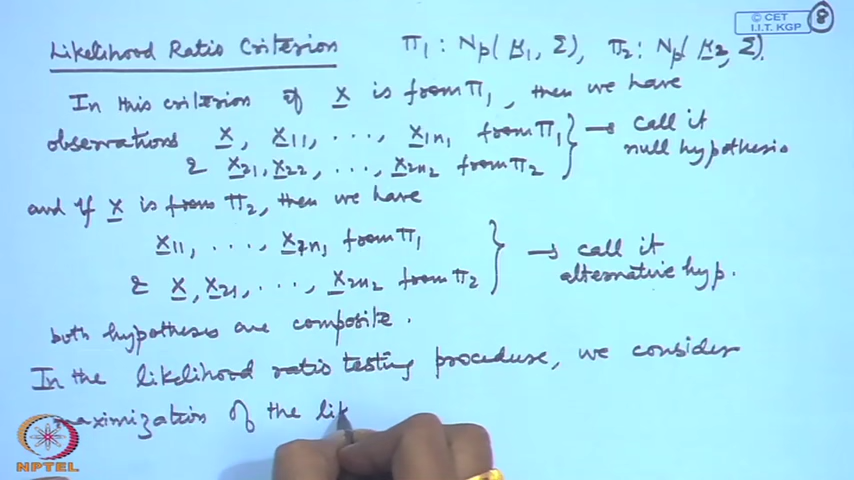 © CET
I.I.T. KGP
8
Likelihood Ratio Criterion π1 : Np( μ1, Σ), π2 : Np( μ2, Σ).
In this criterion if x is from π1, then we have
observations x, x11, ..., x1n1 from π1 } → call it
& x21, x22, ..., x2n2 from π2 null hypothesis
and if x is from π2, then we have
x11, ..., x2n1 from π1 } → call it
& x, x21, ..., x2n2 from π2 alternative hyp.
both hypotheses are composite.
In the likelihood ratio testing procedure, we consider
maximization of the lik
NPTEL